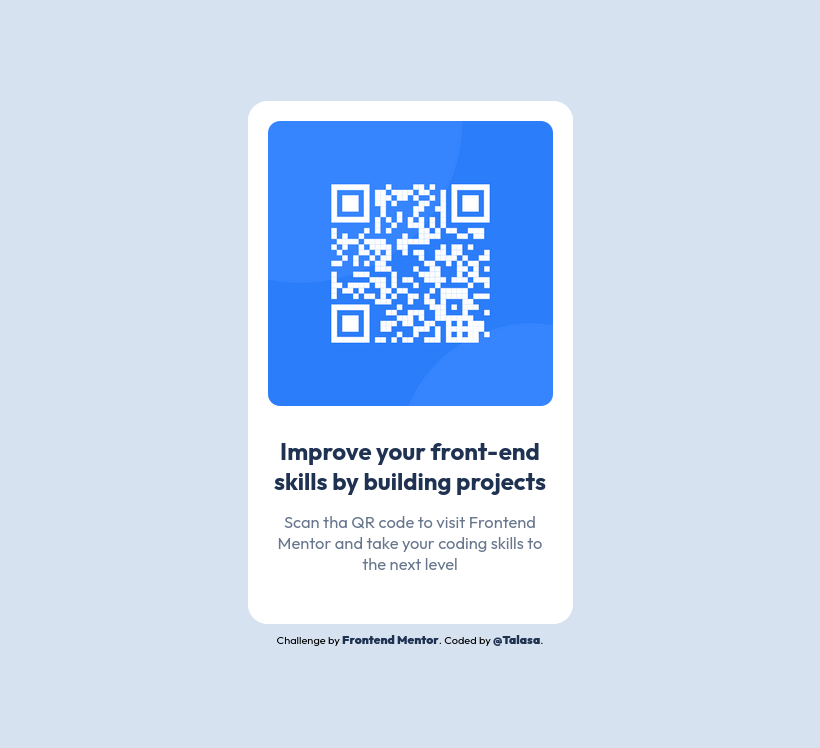 Improve your front-end
skills by building projects
Scan tha QR code to visit Frontend
Mentor and take your coding skills to
the next level
Challenge by Frontend Mentor. Coded by @Talasa.